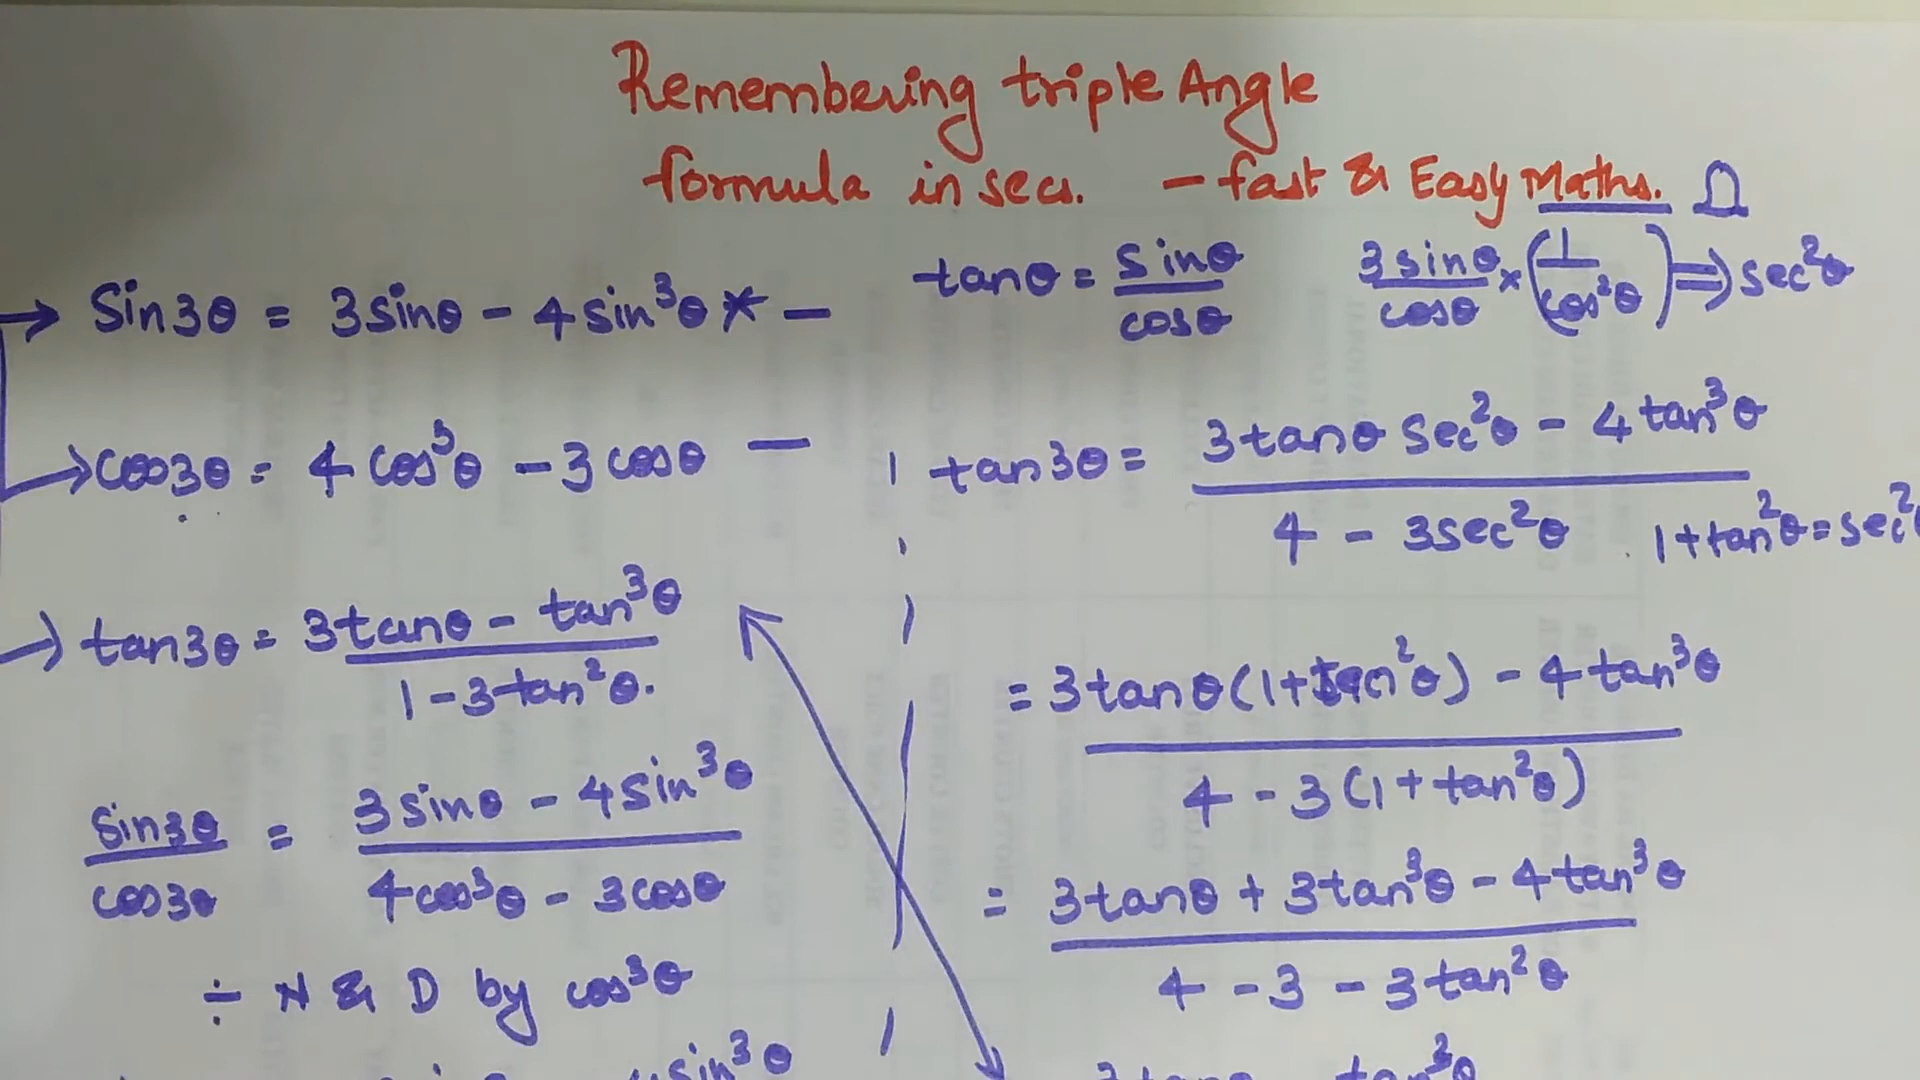 Remembering triple Angle
formula in secs. - fast & Easy Maths.
→ Sin3θ = 3sinθ - 4sin³θ * -
→ cos3θ = 4cos³θ - 3cosθ -
→ tan3θ = 3tanθ - tan³θ
1 - 3tan²θ.
Sin3θ = 3sinθ - 4sin³θ
cos3θ 4cos³θ - 3cosθ
÷ N & D by cos³θ
sin³θ
tanθ = sinθ 3sinθ × (1 ) ⇒ sec²θ
cosθ cosθ (cos²θ)
tan3θ = 3tanθ sec²θ - 4tan³θ
4 - 3sec²θ
1+tan²θ = sec²θ
= 3tanθ(1+tan²θ) - 4tan³θ
4 - 3(1+tan²θ)
= 3tanθ + 3tan³θ - 4tan³θ
4 - 3 - 3tan²θ
tan³θ